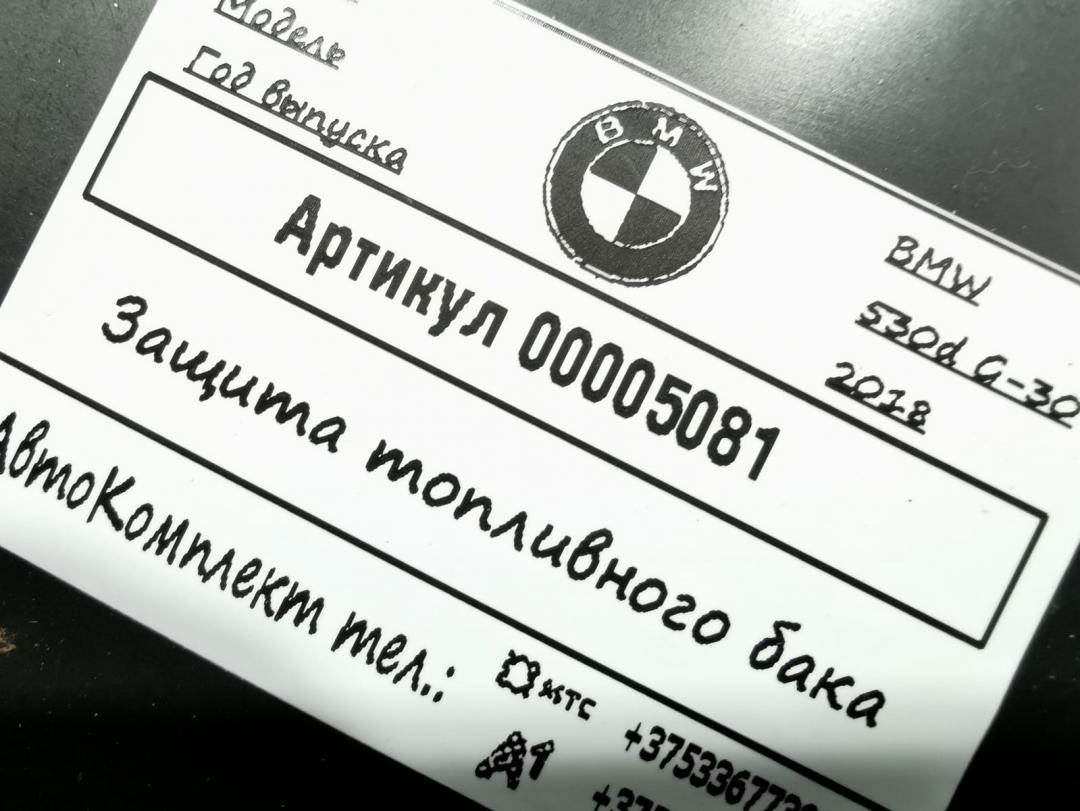 BMW
Модель
530d G-30
Год выпуска
2018
BMW
Артикул 00005081
Защита топливного бака
АвтоКомплект тел.:
мтс
A1